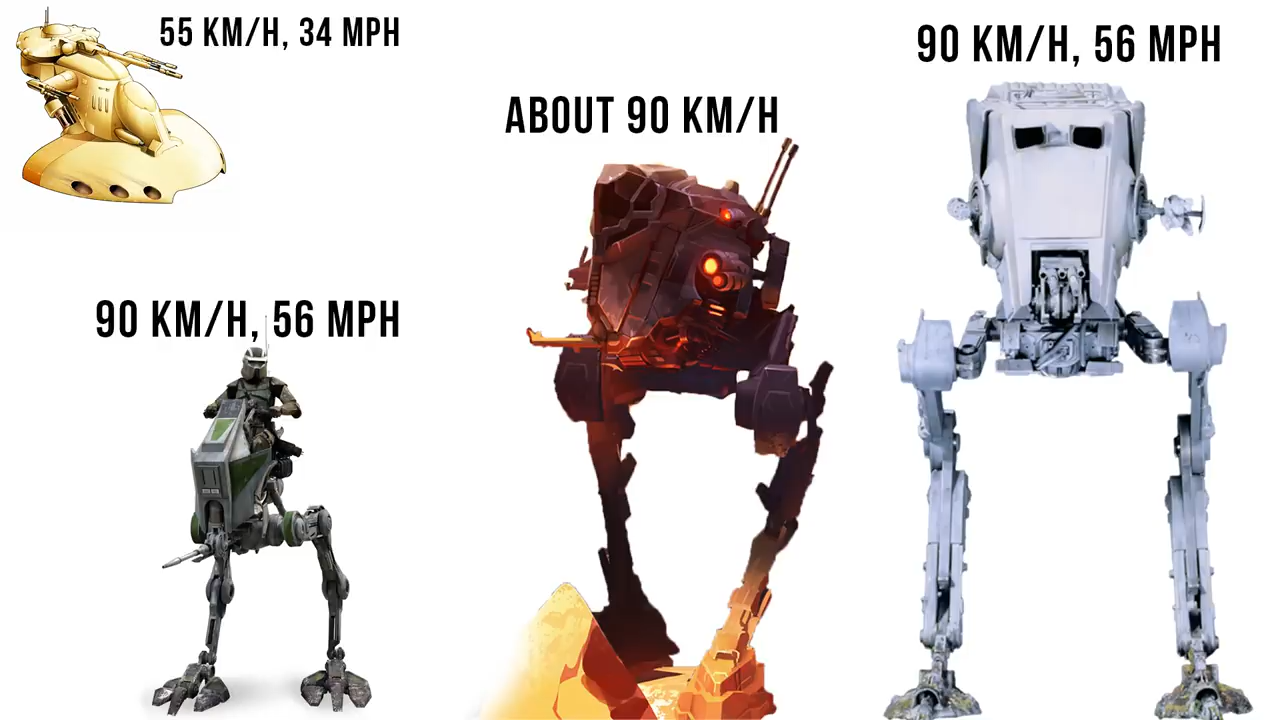 55 KM/H, 34 MPH
90 KM/H, 56 MPH
ABOUT 90 KM/H
90 KM/H, 56 MPH